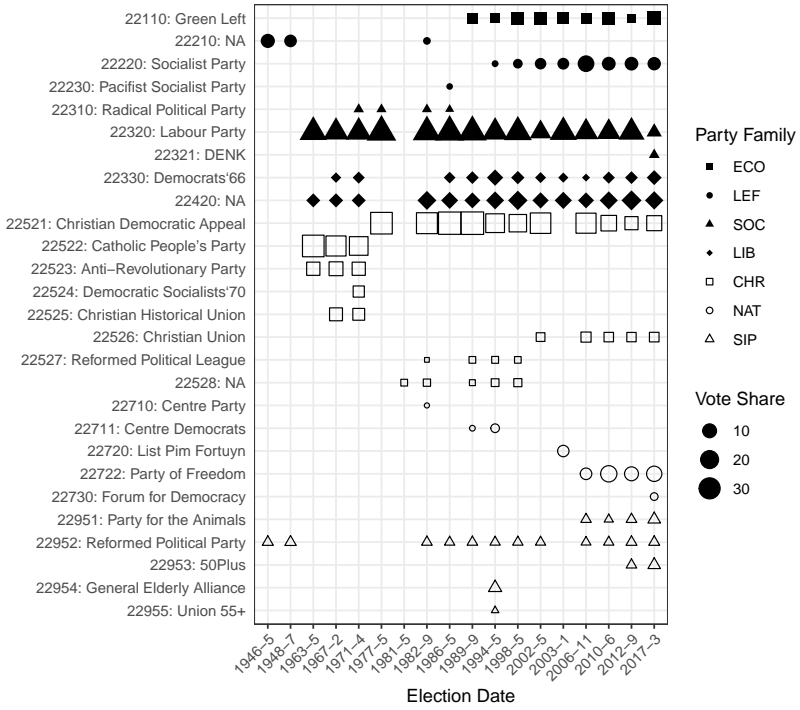 22110: Green Left
22210: NA
22220: Socialist Party
22230: Pacifist Socialist Party
22310: Radical Political Party
22320: Labour Party
22321: DENK
22330: Democrats'66
22420: NA
22521: Christian Democratic Appeal
22522: Catholic People's Party
22523: Anti−Revolutionary Party
22524: Democratic Socialists'70
22525: Christian Historical Union
22526: Christian Union
22527: Reformed Political League
22528: NA
22710: Centre Party
22711: Centre Democrats
22720: List Pim Fortuyn
22722: Party of Freedom
22730: Forum for Democracy
22951: Party for the Animals
22952: Reformed Political Party
22953: 50Plus
22954: General Elderly Alliance
22955: Union 55+
1946−5
1948−7
1963−5
1967−2
1971−4
1977−5
1981−5
1982−9
1986−5
1989−9
1994−5
1998−5
2002−5
2003−1
2006−11
2010−6
2012−9
2017−3
Election Date
Party Family
ECO
LEF
SOC
LIB
CHR
NAT
SIP
Vote Share
10
20
30